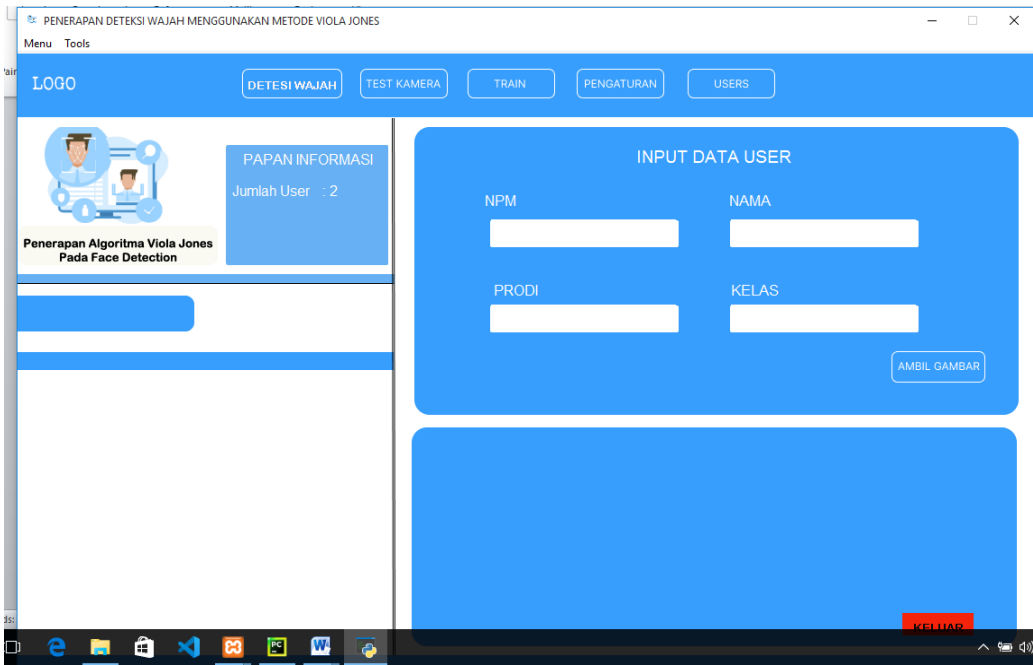 PENERAPAN DETEKSI WAJAH MENGGUNAKAN METODE VIOLA JONES
Menu Tools
LOGO
DETESI WAJAH
TEST KAMERA
TRAIN
PENGATURAN
USERS
Penerapan Algoritma Viola Jones
Pada Face Detection
PAPAN INFORMASI
Jumlah User : 2
INPUT DATA USER
NPM
NAMA
PRODI
KELAS
AMBIL GAMBAR
KELUAR